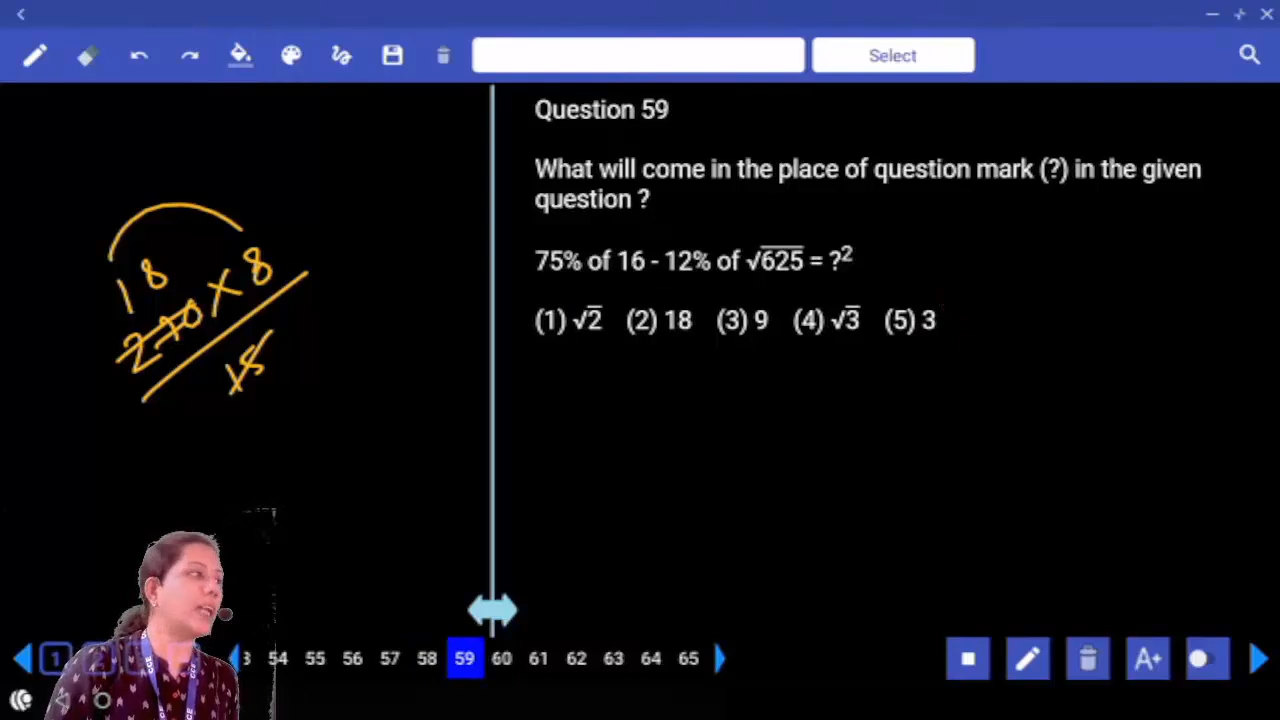 Select
Question 59
What will come in the place of question mark (?) in the given
question ?
75% of 16 - 12% of √625 = ?²
(1) √2 (2) 18 (3) 9 (4) √3 (5) 3
18
270 × 8
15
1 2 3 54 55 56 57 58 59 60 61 62 63 64 65
A+
CCE